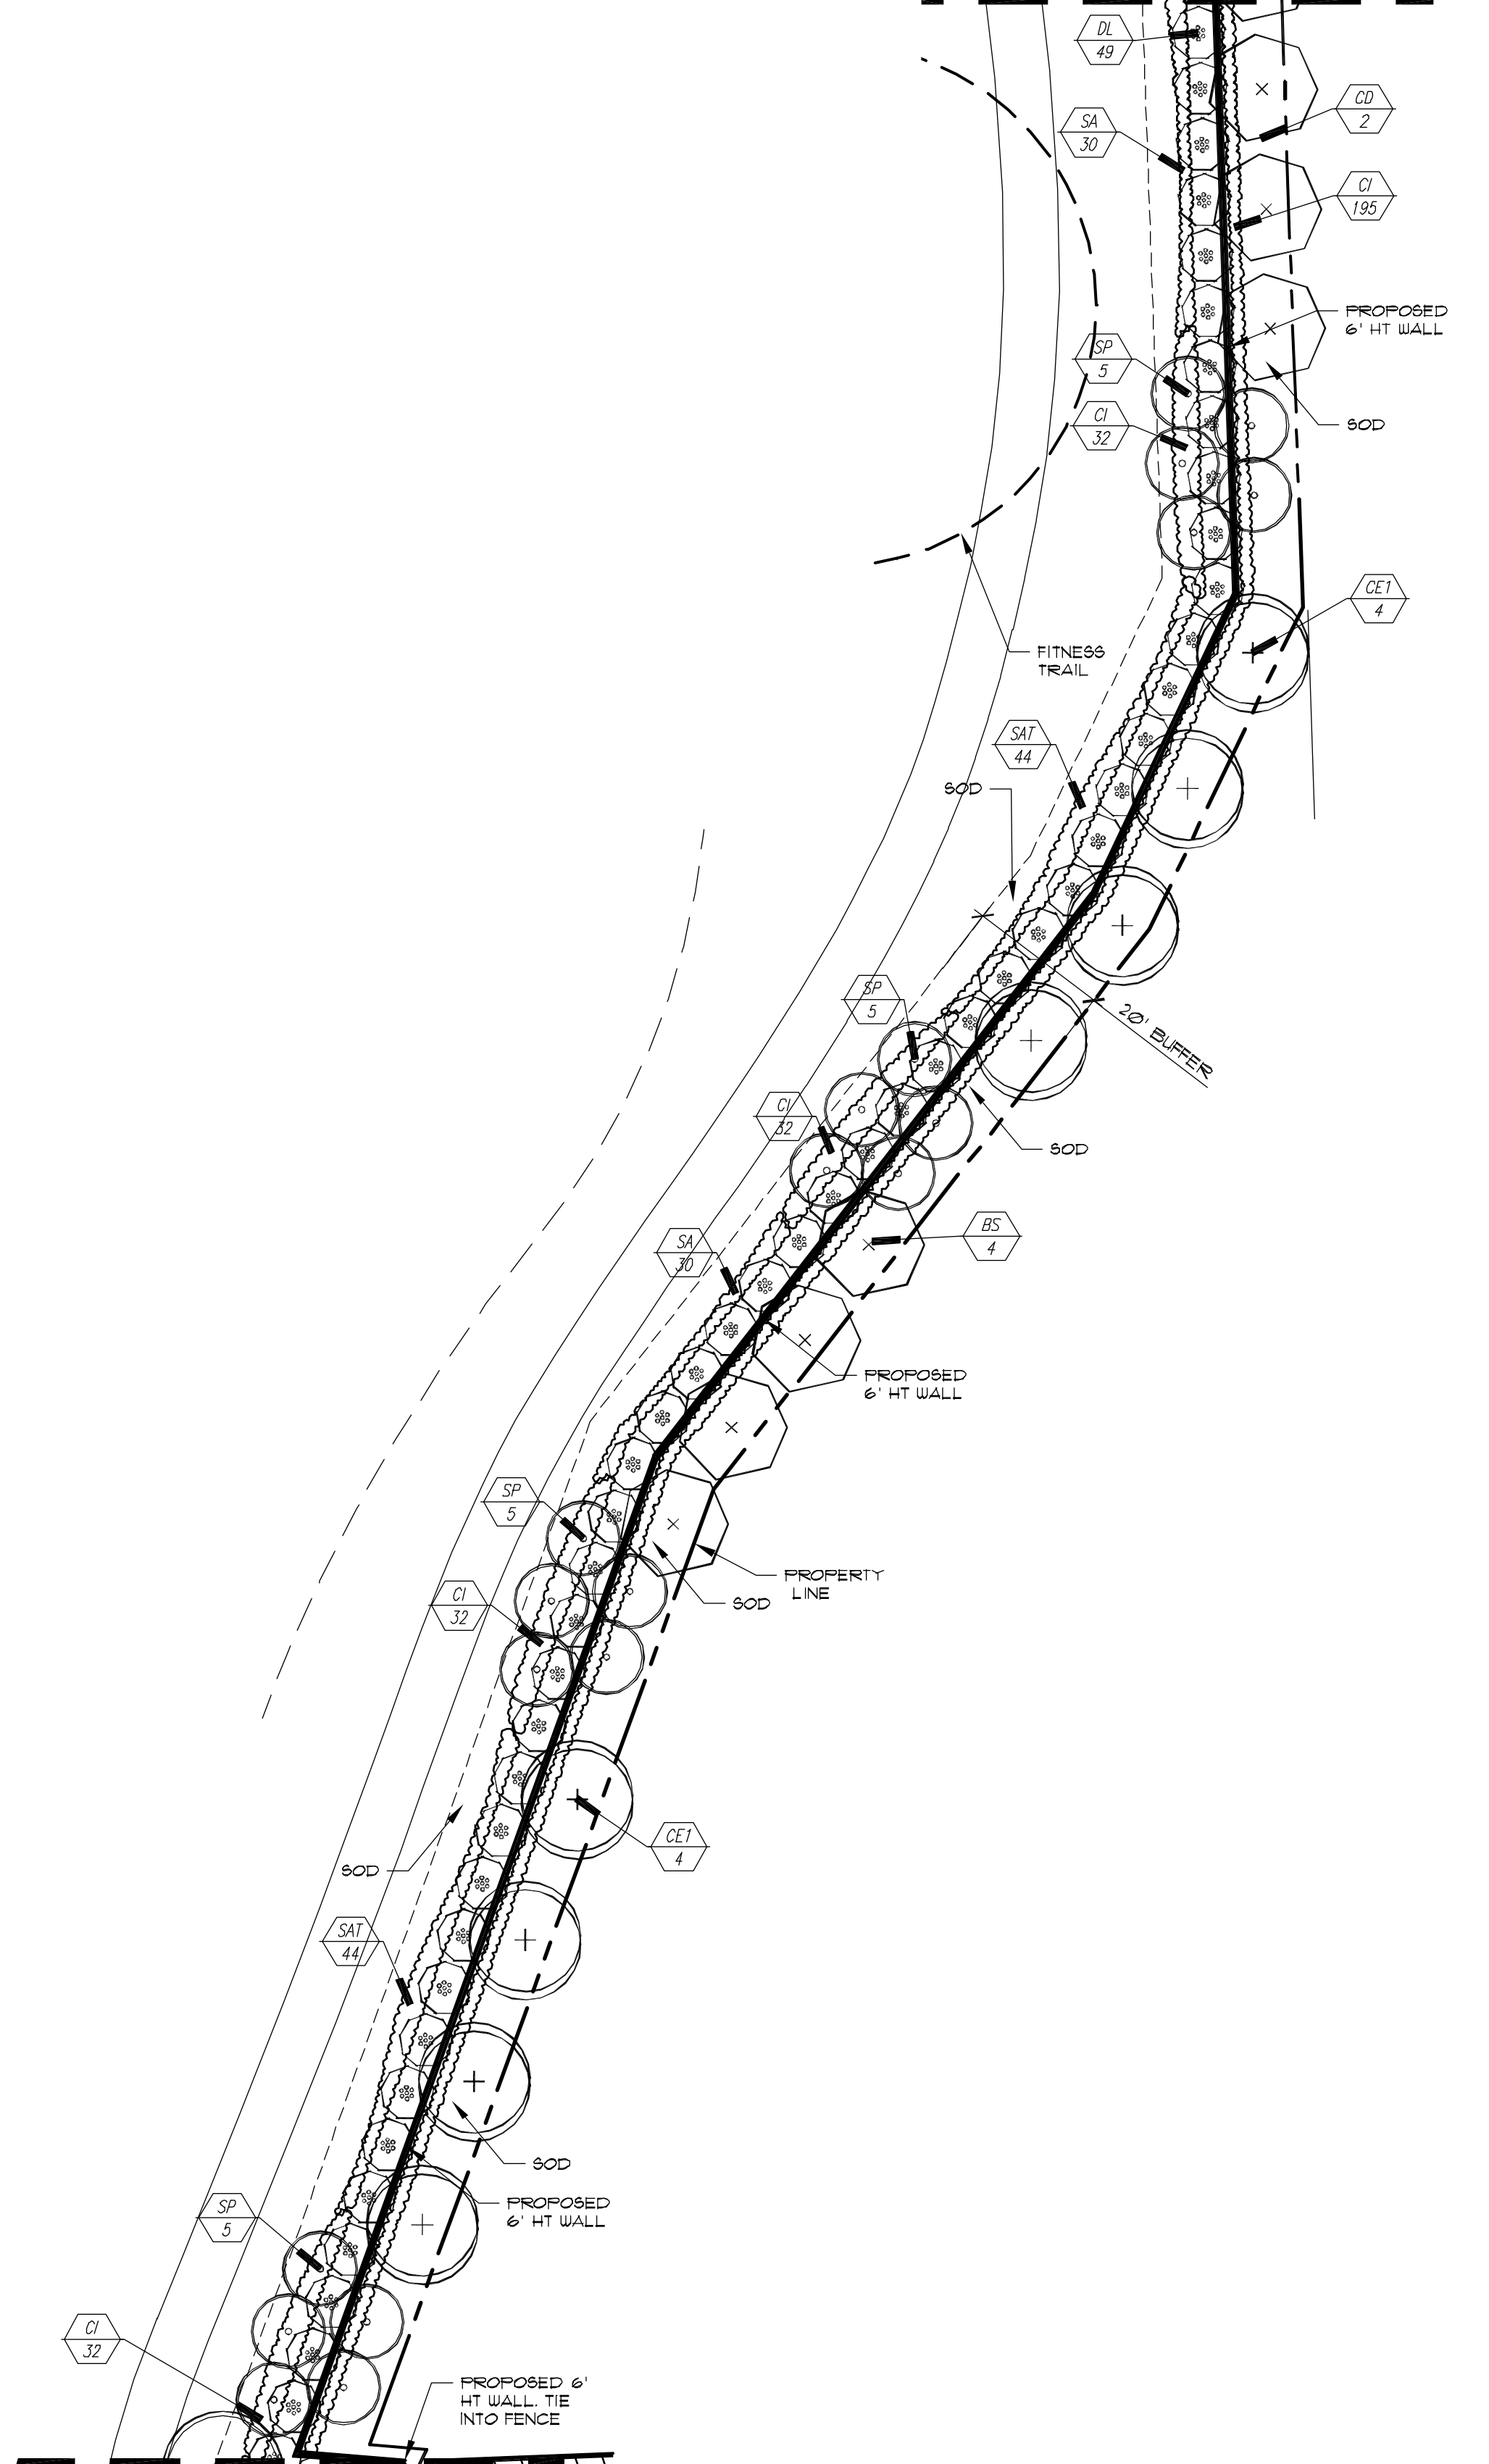 DL
49
CD
2
SA
30
CI
195
PROPOSED
6' HT WALL
SP
5
CI
32
SOD
CE1
4
FITNESS
TRAIL
SAT
44
SOD
SP
5
20' BUFFER
CI
32
SOD
SA
30
BS
4
PROPOSED
6' HT WALL
SP
5
PROPERTY
LINE
CI
32
SOD
SOD
CE1
4
SAT
44
SOD
PROPOSED
6' HT WALL
SP
5
CI
32
PROPOSED 6'
HT WALL. TIE
INTO FENCE